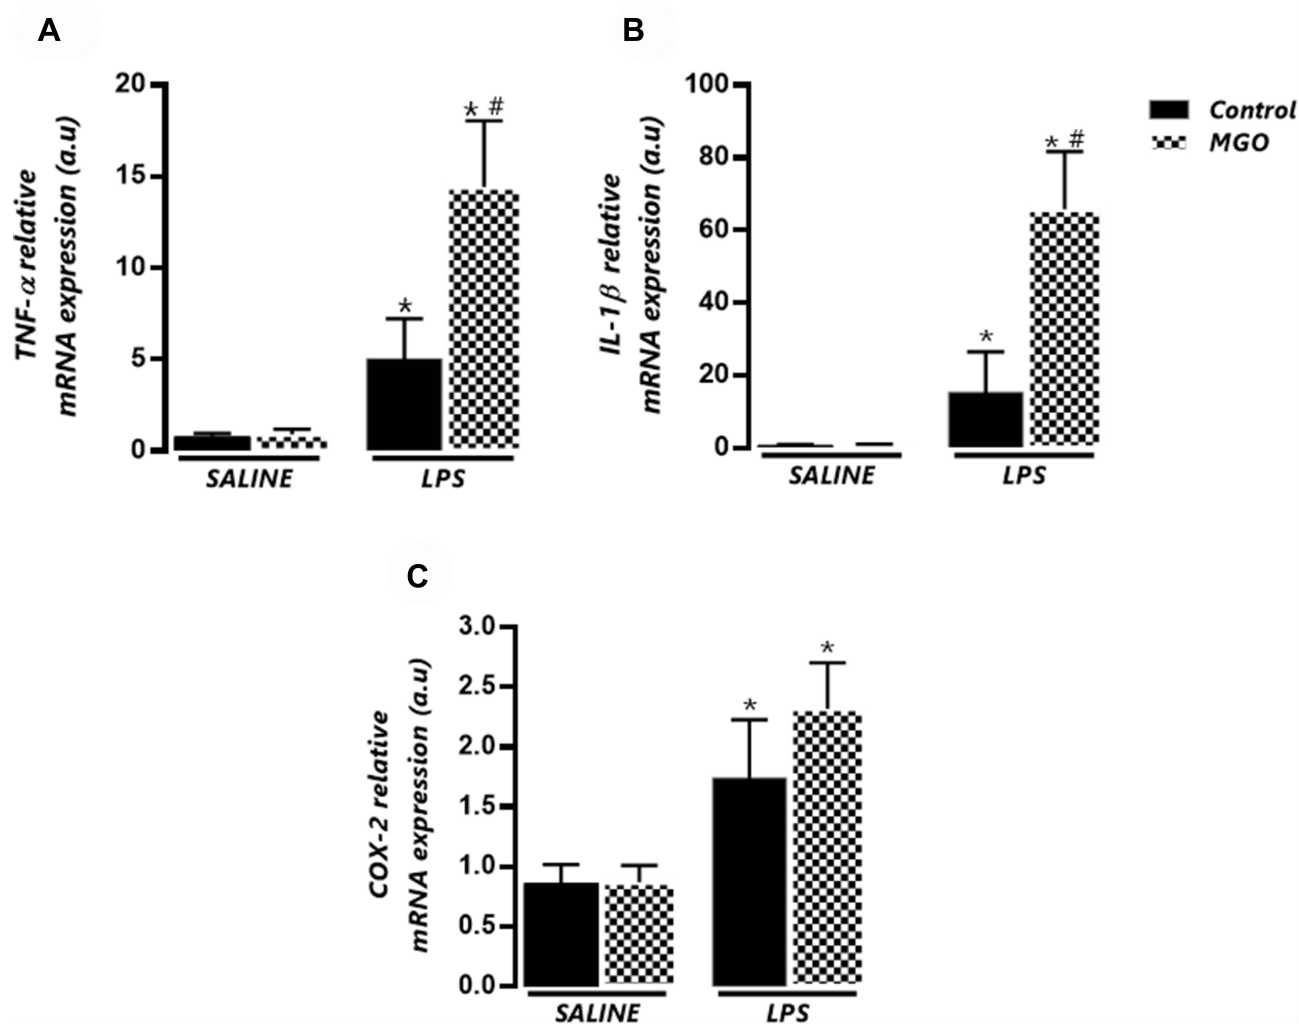 A
TNF-α relative
mRNA expression (a.u)
20
15
10
5
0
*
* #
SALINE
LPS
B
IL-1β relative
mRNA expression (a.u)
100
80
60
40
20
0
*
* #
SALINE
LPS
Control
MGO
C
COX-2 relative
mRNA expression (a.u)
3.0
2.5
2.0
1.5
1.0
0.5
0.0
*
*
SALINE
LPS